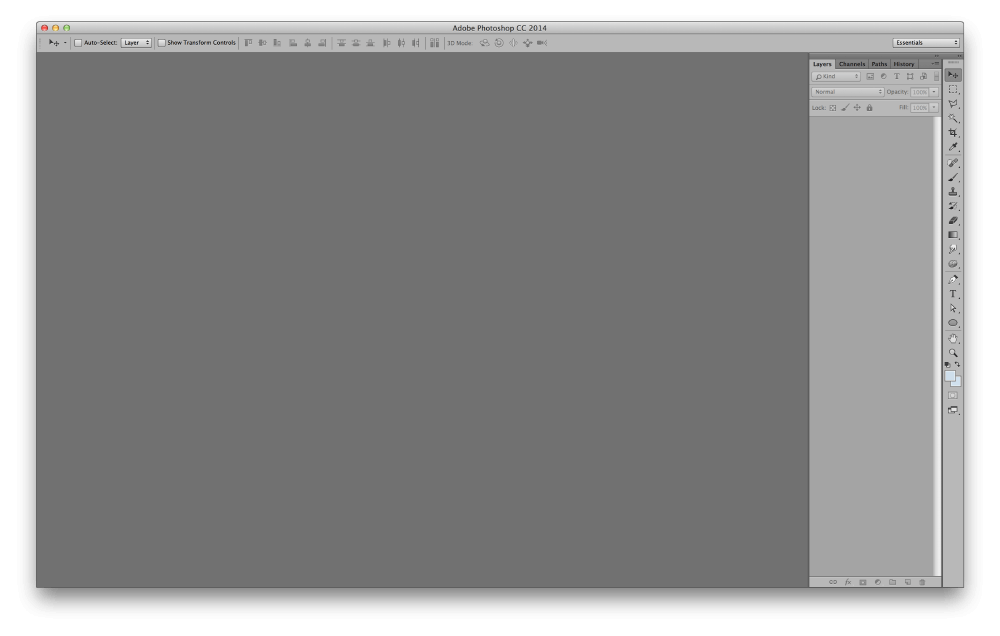 Adobe Photoshop CC 2014
Auto-Select: Layer Show Transform Controls 3D Mode: Essentials
Layers Channels Paths History
Kind
Normal Opacity: 100%
Lock: Fill: 100%
T
fx